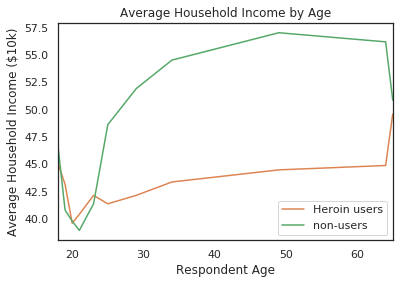 Average Household Income by Age
Average Household Income ($10k)
57.5
55.0
52.5
50.0
47.5
45.0
42.5
40.0
Heroin users
non-users
20
30
40
50
60
Respondent Age